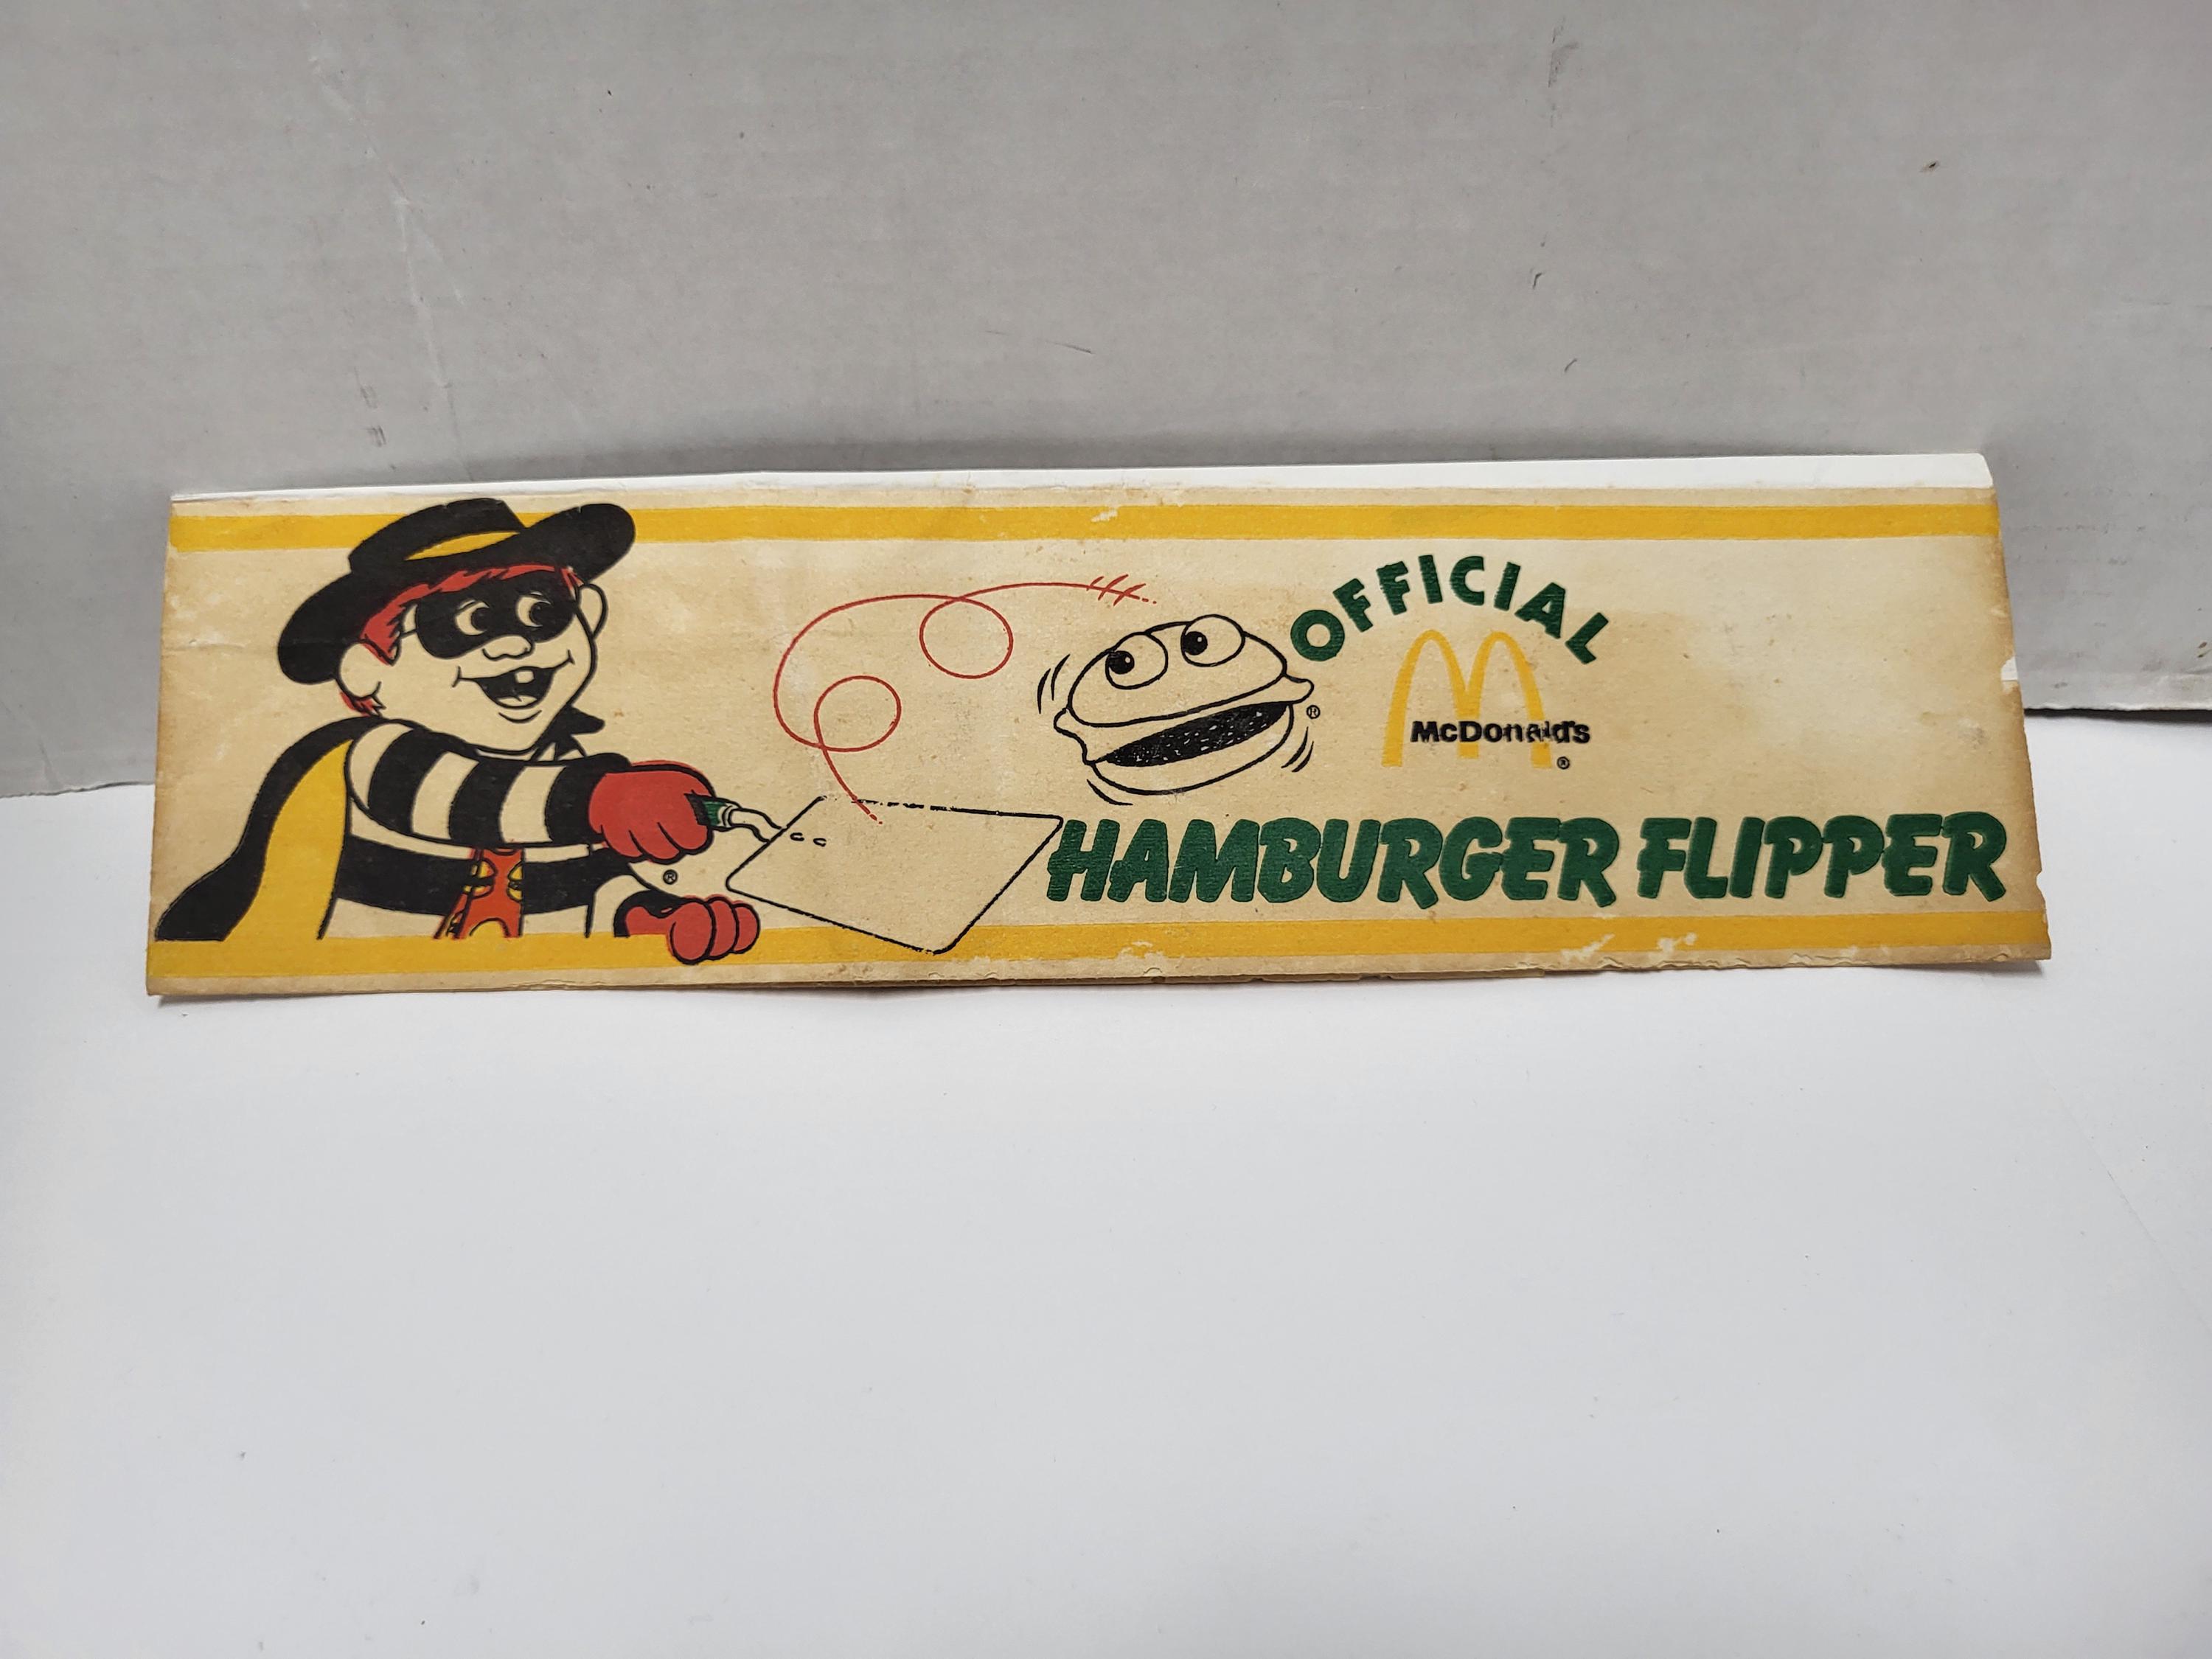 OFFICIAL
McDonald's
®
®
HAMBURGER FLIPPER
®